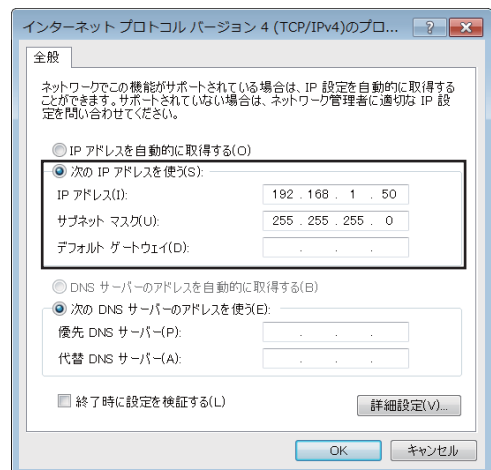 インターネット プロトコル バージョン 4 (TCP/IPv4)のプロ...
全般
ネットワークでこの機能がサポートされている場合は、IP 設定を自動的に取得する
ことができます。サポートされていない場合は、ネットワーク管理者に適切な IP 設
定を問い合わせてください。
IP アドレスを自動的に取得する(O)
次の IP アドレスを使う(S):
IP アドレス(I): 192 . 168 . 1 . 50
サブネット マスク(U): 255 . 255 . 255 . 0
デフォルト ゲートウェイ(D): . . .
DNS サーバーのアドレスを自動的に取得する(B)
次の DNS サーバーのアドレスを使う(E):
優先 DNS サーバー(P): . . .
代替 DNS サーバー(A): . . .
終了時に設定を検証する(L)
詳細設定(V)...
OK キャンセル